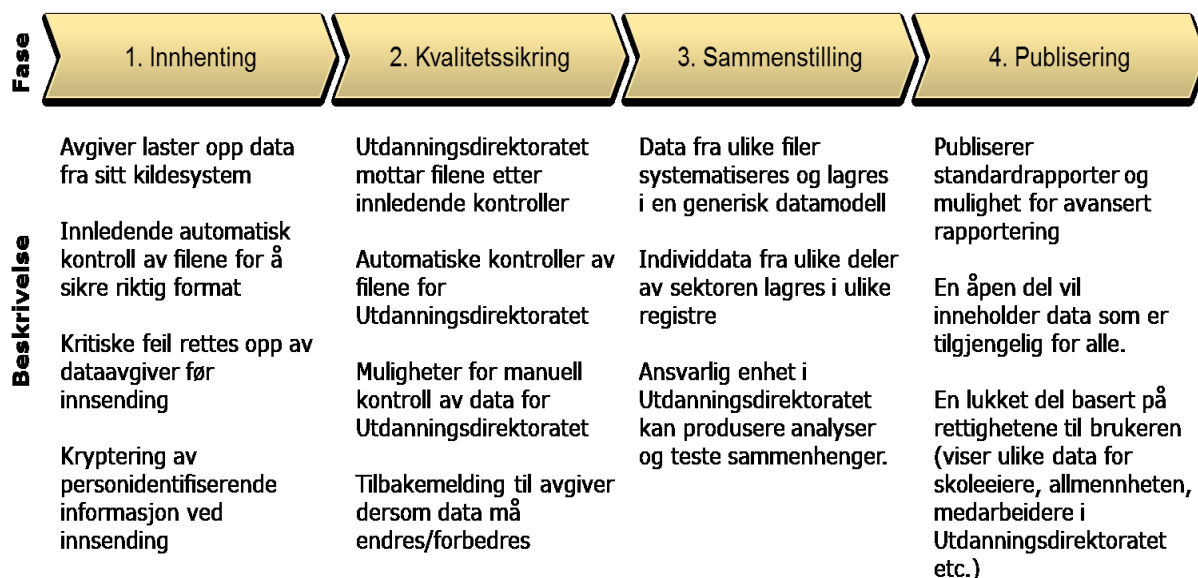 Fase
1. Innhenting
2. Kvalitetssikring
3. Sammenstilling
4. Publisering
Beskrivelse
Avgiver laster opp data
fra sitt kildesystem
Innledende automatisk
kontroll av filene for å
sikre riktig format
Kritiske feil rettes opp av
dataavgiver før
innsending
Kryptering av
personidentifiserende
informasjon ved
innsending
Utdanningsdirektoratet
mottar filene etter
innledende kontroller
Automatiske kontroller av
filene for
Utdanningsdirektoratet
Muligheter for manuell
kontroll av data for
Utdanningsdirektoratet
Tilbakemelding til avgiver
dersom data må
endres/forbedres
Data fra ulike filer
systematiseres og lagres
i en generisk datamodell
Individdata fra ulike deler
av sektoren lagres i ulike
registre
Ansvarlig enhet i
Utdanningsdirektoratet
kan produsere analyser
og teste sammenhenger.
Publiserer
standardrapporter og
mulighet for avansert
rapportering
En åpen del vil
inneholder data som er
tilgjengelig for alle.
En lukket del basert på
rettighetene til brukeren
(viser ulike data for
skoleeiere, allmennheten,
medarbeidere i
Utdanningsdirektoratet
etc.)